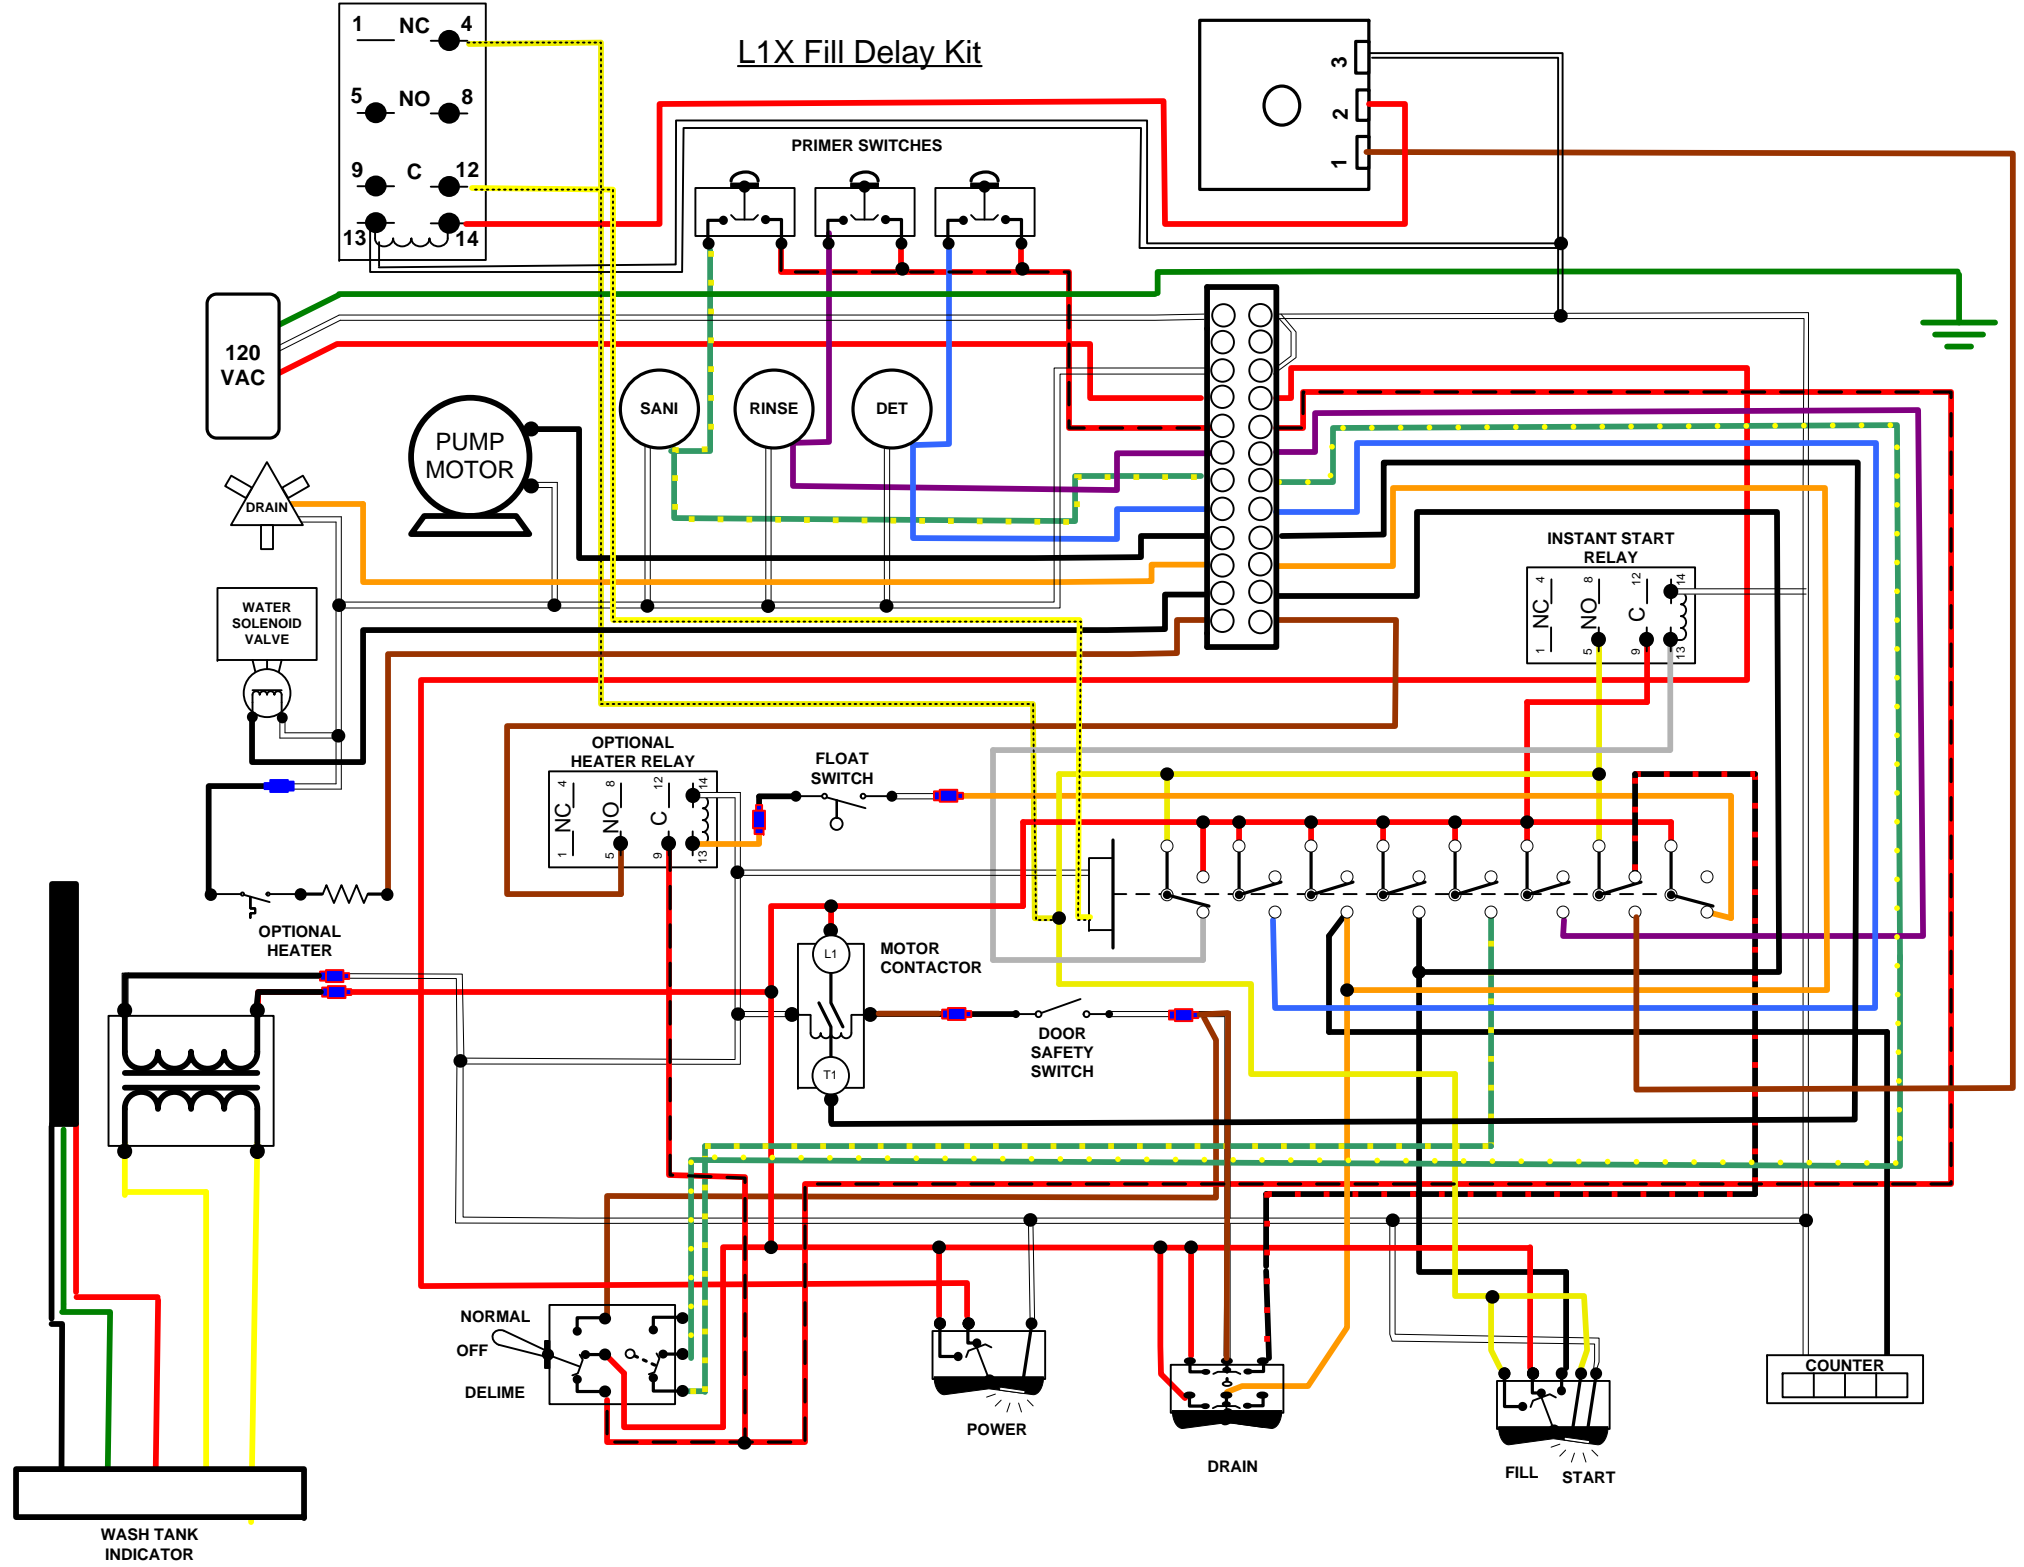 L1X Fill Delay Kit
1 NC 4
5 NO 8
9 C 12
13 14
3
2
1
PRIMER SWITCHES
120
VAC
SANI
RINSE
DET
PUMP
MOTOR
DRAIN
WATER
SOLENOID
VALVE
INSTANT START
RELAY
4 8 12 14
NC NO C
1 5 9 13
OPTIONAL
HEATER RELAY
4 8 12 14
NC NO C
1 5 9 13
FLOAT
SWITCH
OPTIONAL
HEATER
L1
MOTOR
CONTACTOR
T1
DOOR
SAFETY
SWITCH
NORMAL
OFF
DELIME
POWER
DRAIN
FILL
START
COUNTER
WASH TANK
INDICATOR